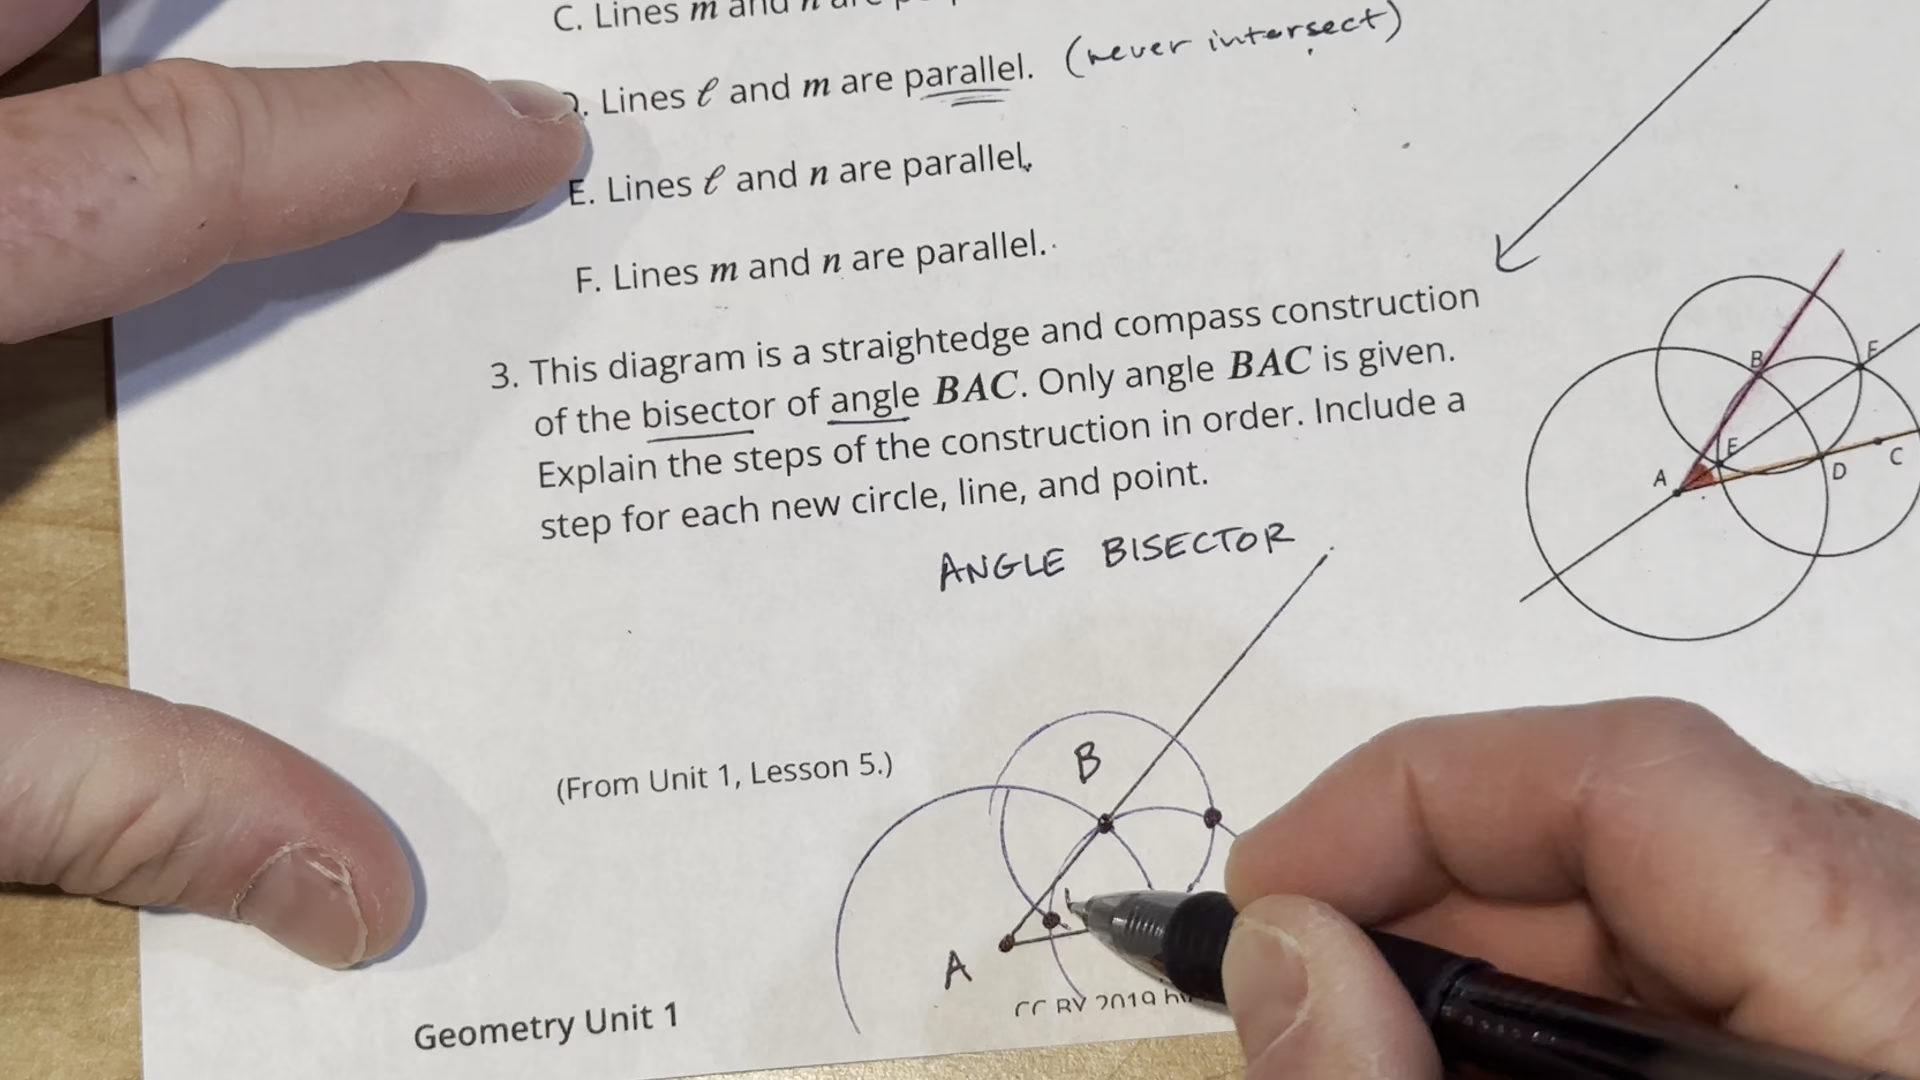 C. Lines m and n are
D. Lines ℓ and m are parallel. (never intersect)
E. Lines ℓ and n are parallel.
F. Lines m and n are parallel.
3. This diagram is a straightedge and compass construction
of the bisector of angle BAC. Only angle BAC is given.
Explain the steps of the construction in order. Include a
step for each new circle, line, and point.
B
F
E
A
D
C
ANGLE BISECTOR
B
(From Unit 1, Lesson 5.)
A
Geometry Unit 1
CC BY 2019